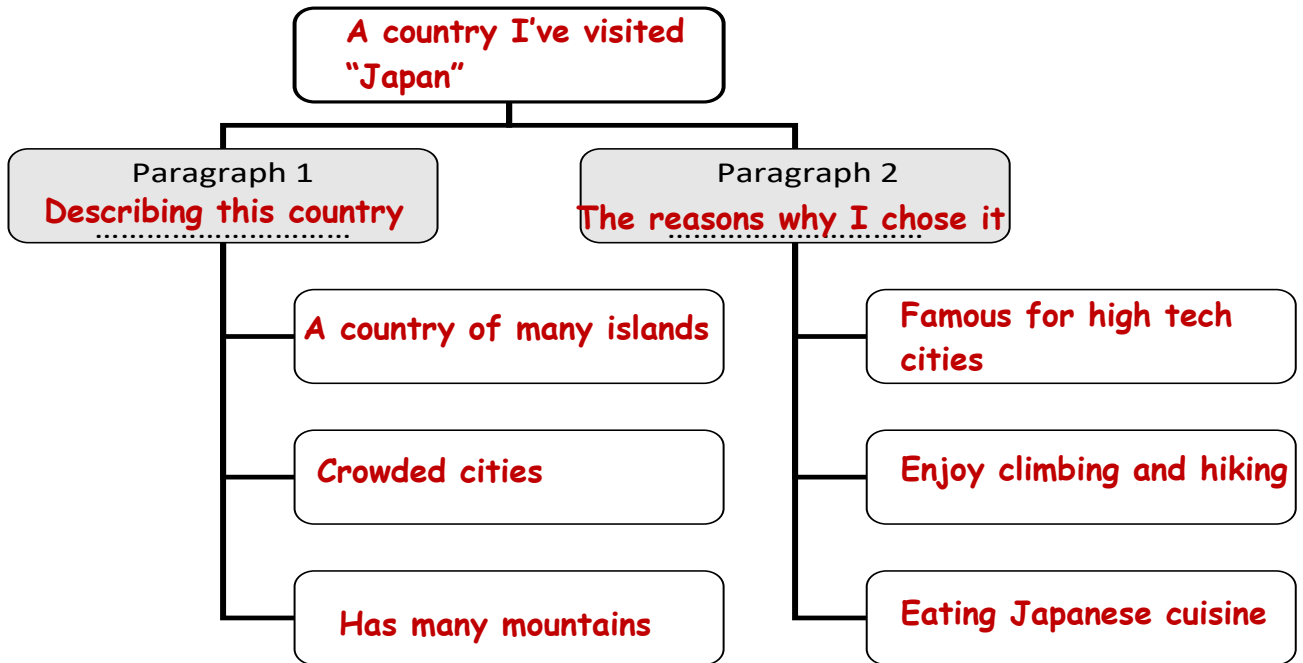 A country I've visited
“Japan”
Paragraph 1
Describing this country
................................
Paragraph 2
The reasons why I chose it
................................
A country of many islands
Crowded cities
Has many mountains
Famous for high tech
cities
Enjoy climbing and hiking
Eating Japanese cuisine